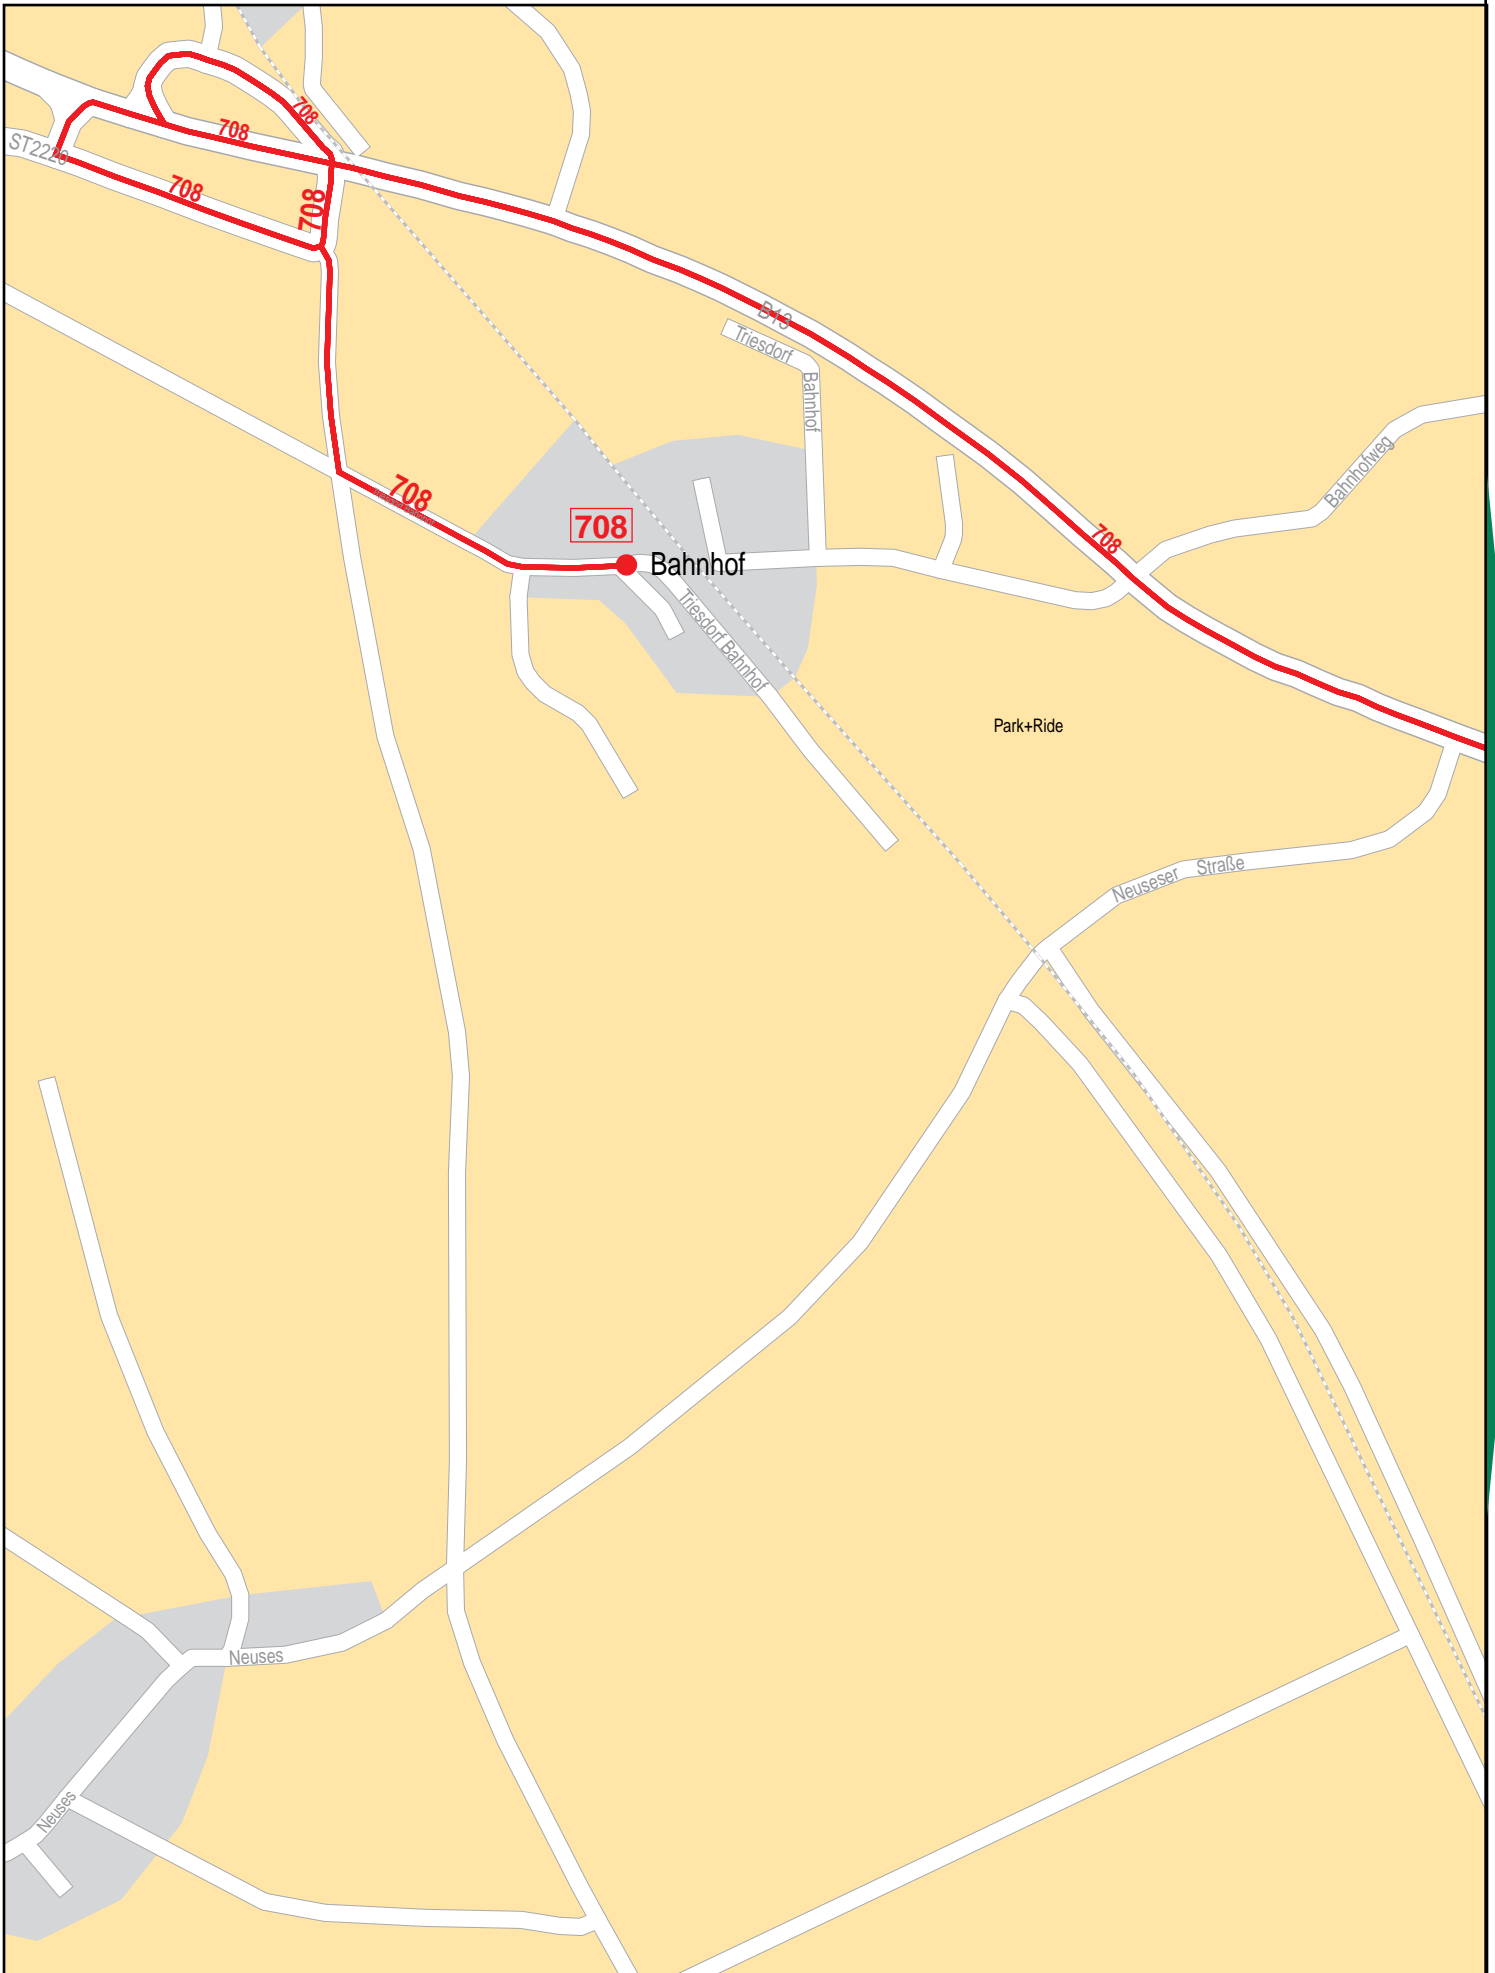 708
708
ST2220
708
708
B13
Triesdorf
Bahnhof
Bahnhofweg
708
708
708
Bahnhof
Triesdorf Bahnhof
Park+Ride
Neuseser Straße
Neuses
Neuses